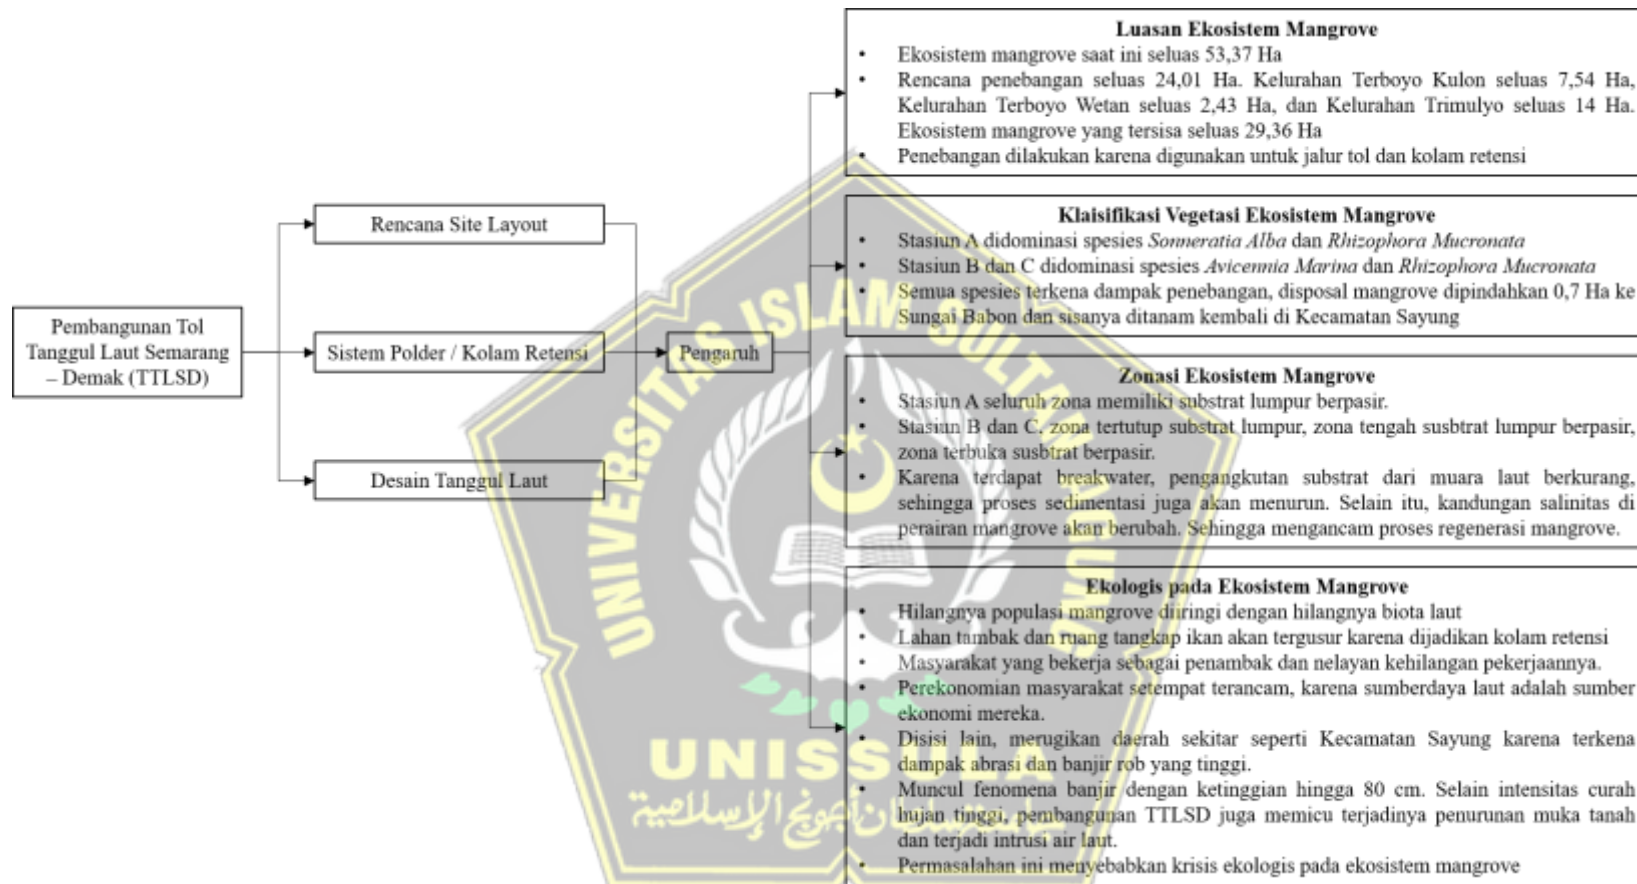 Pembangunan Tol
Tanggul Laut Semarang
– Demak (TTLSD)
Rencana Site Layout
Sistem Polder / Kolam Retensi
Desain Tanggul Laut
Pengaruh
Luasan Ekosistem Mangrove
• Ekosistem mangrove saat ini seluas 53,37 Ha
• Rencana penebangan seluas 24,01 Ha. Kelurahan Terboyo Kulon seluas 7,54 Ha,
Kelurahan Terboyo Wetan seluas 2,43 Ha, dan Kelurahan Trimulyo seluas 14 Ha.
Ekosistem mangrove yang tersisa seluas 29,36 Ha
• Penebangan dilakukan karena digunakan untuk jalur tol dan kolam retensi
Klaisifikasi Vegetasi Ekosistem Mangrove
• Stasiun A didominasi spesies Sonneratia Alba dan Rhizophora Mucronata
• Stasiun B dan C didominasi spesies Avicennia Marina dan Rhizophora Mucronata
• Semua spesies terkena dampak penebangan, disposal mangrove dipindahkan 0,7 Ha ke
Sungai Babon dan sisanya ditanam kembali di Kecamatan Sayung
Zonasi Ekosistem Mangrove
• Stasiun A seluruh zona memiliki substrat lumpur berpasir.
• Stasiun B dan C, zona tertutup substrat lumpur, zona tengah susbtrat lumpur berpasir,
zona terbuka susbtrat berpasir.
• Karena terdapat breakwater, pengangkutan substrat dari muara laut berkurang,
sehingga proses sedimentasi juga akan menurun. Selain itu, kandungan salinitas di
perairan mangrove akan berubah. Sehingga mengancam proses regenerasi mangrove.
Ekologis pada Ekosistem Mangrove
• Hilangnya populasi mangrove diiringi dengan hilangnya biota laut
• Lahan tambak dan ruang tangkap ikan akan tergusur karena dijadikan kolam retensi
• Masyarakat yang bekerja sebagai penambak dan nelayan kehilangan pekerjaannya.
• Perekonomian masyarakat setempat terancam, karena sumberdaya laut adalah sumber
ekonomi mereka.
• Disisi lain, merugikan daerah sekitar seperti Kecamatan Sayung karena terkena
dampak abrasi dan banjir rob yang tinggi.
• Muncul fenomena banjir dengan ketinggian hingga 80 cm. Selain intensitas curah
hujan tinggi, pembangunan TTLSD juga memicu terjadinya penurunan muka tanah
dan terjadi intrusi air laut.
• Permasalahan ini menyebabkan krisis ekologis pada ekosistem mangrove
UNIVERSITAS ISLAM SULTAN AGUNG
UNISSULA
جامعة سلطان أجونج الإسلامية